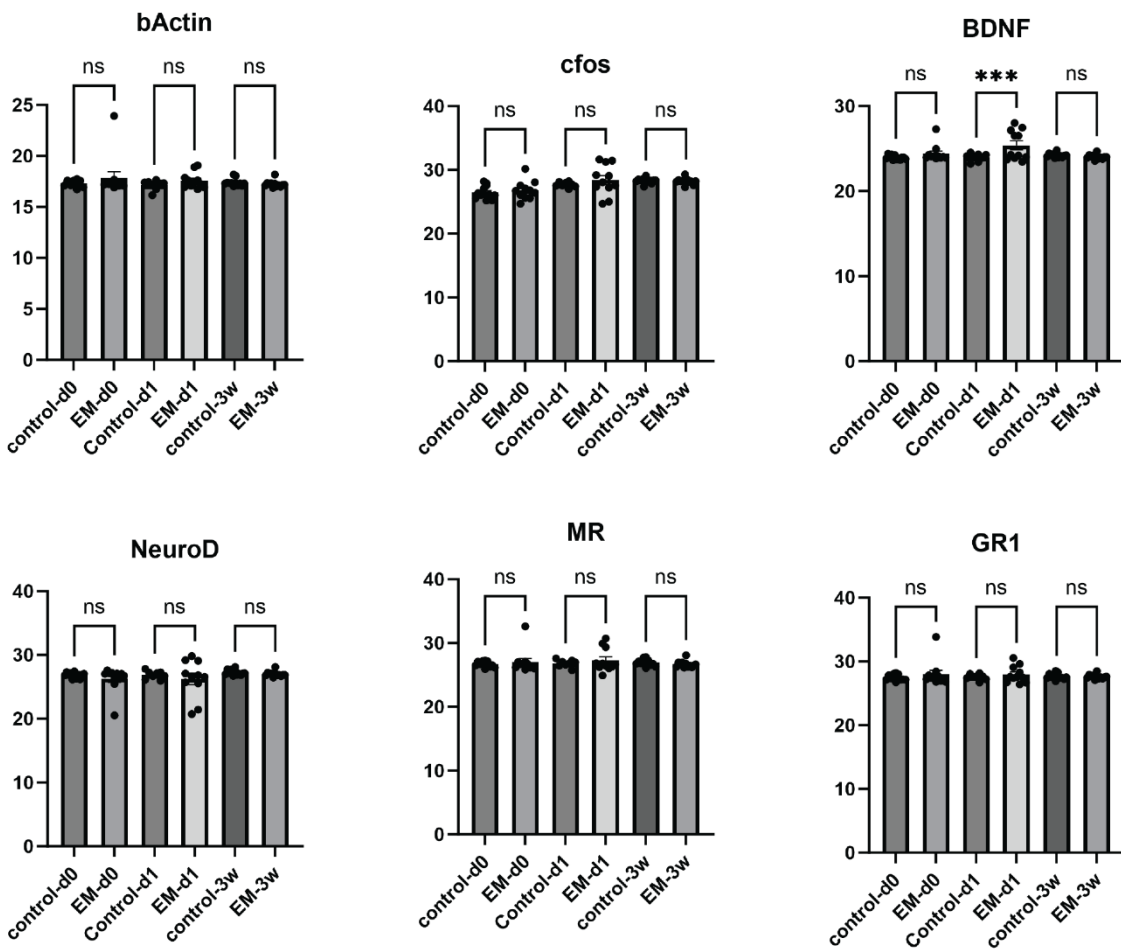 bActin
ns ns ns
25
20
15
10
5
0
control-d0 EM-d0 Control-d1 EM-d1 control-3w EM-3w
cfos
ns ns ns
40
30
20
10
0
control-d0 EM-d0 Control-d1 EM-d1 control-3w EM-3w
BDNF
ns *** ns
30
20
10
0
control-d0 EM-d0 Control-d1 EM-d1 control-3w EM-3w
NeuroD
ns ns ns
40
30
20
10
0
control-d0 EM-d0 Control-d1 EM-d1 control-3w EM-3w
MR
ns ns ns
40
30
20
10
0
control-d0 EM-d0 Control-d1 EM-d1 control-3w EM-3w
GR1
ns ns ns
40
30
20
10
0
control-d0 EM-d0 Control-d1 EM-d1 control-3w EM-3w